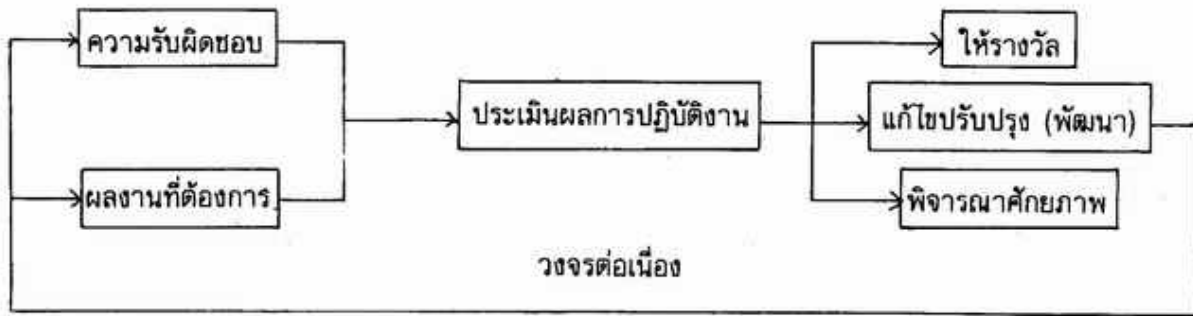 ความรับผิดชอบ
ผลงานที่ต้องการ
ประเมินผลการปฏิบัติงาน
ให้รางวัล
แก้ไขปรับปรุง (พัฒนา)
พิจารณาศักยภาพ
วงจรต่อเนื่อง